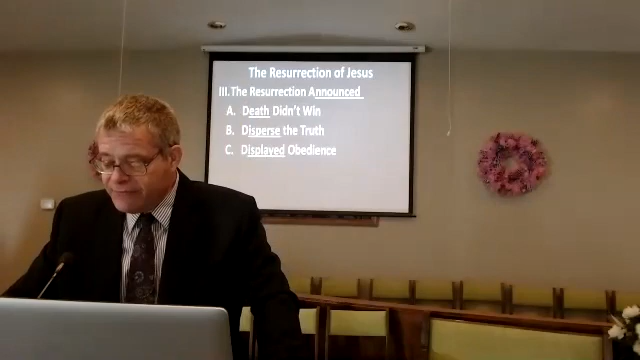 The Resurrection of Jesus
III.The Resurrection Announced
A. Death Didn't Win
B. Disperse the Truth
C. Displayed Obedience